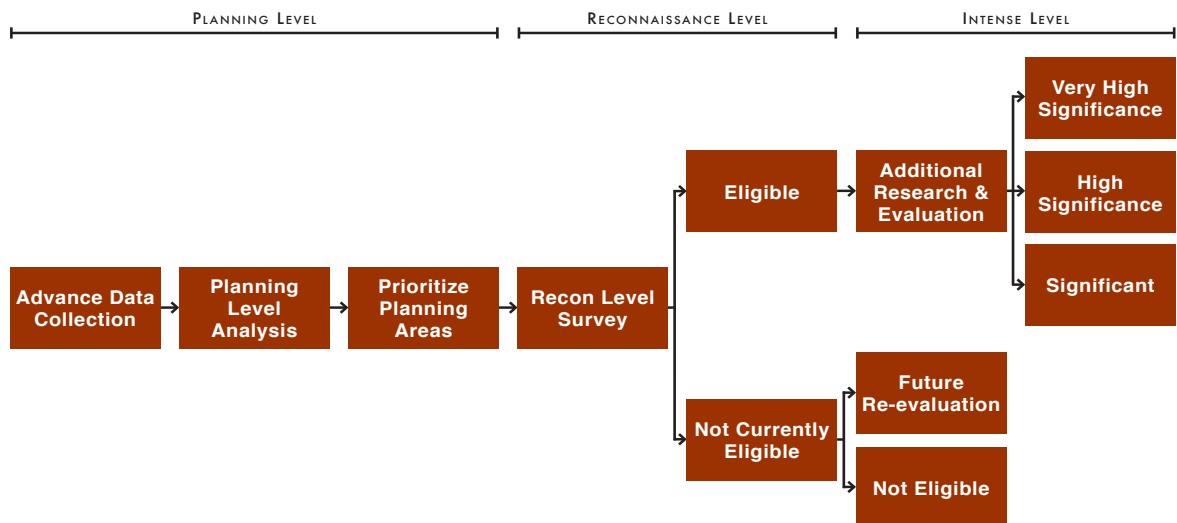 Planning Level
Reconnaissance Level
Intense Level
Very High
Significance
Additional
Research &
Evaluation
Eligible
High
Significance
Advance Data
Collection
Planning
Level
Analysis
Prioritize
Planning
Areas
Recon Level
Survey
Significant
Future
Re-evaluation
Not Currently
Eligible
Not Eligible